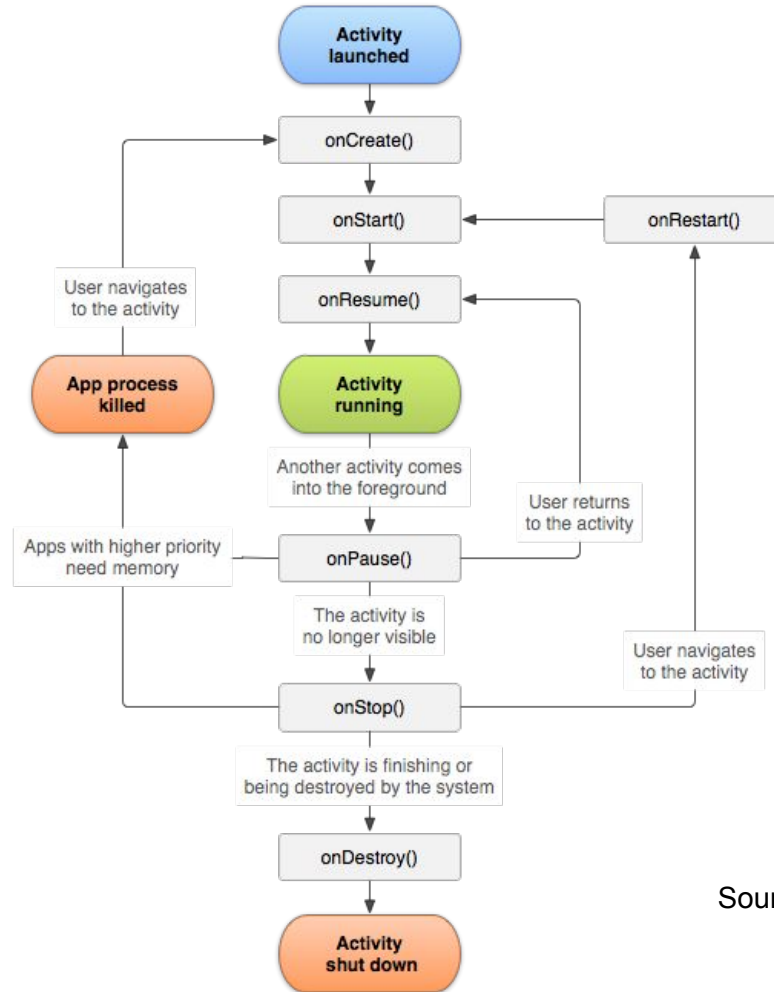 Activity
launched
onCreate()
onStart()
onRestart()
onResume()
User navigates
to the activity
App process
killed
Activity
running
Another activity comes
into the foreground
User returns
to the activity
Apps with higher priority
need memory
onPause()
The activity is
no longer visible
User navigates
to the activity
onStop()
The activity is finishing or
being destroyed by the system
onDestroy()
Activity
shut down